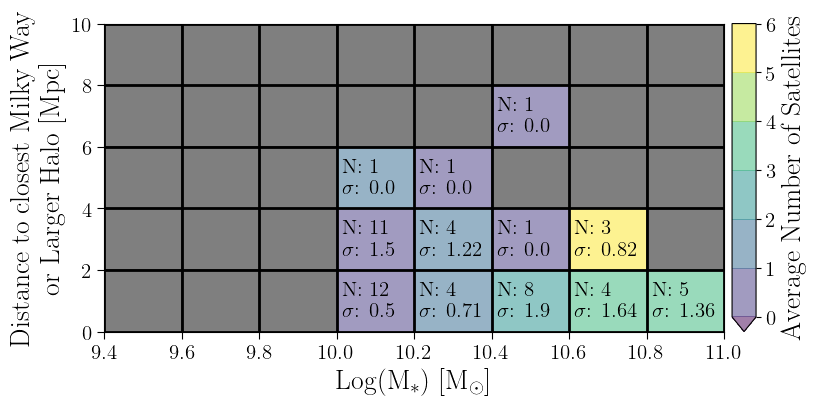 Distance to closest Milky Way
or Larger Halo [Mpc]
10
8
6
4
2
0
N: 1
σ: 0.0
N: 1
σ: 0.0
N: 1
σ: 0.0
N: 11
σ: 1.5
N: 4
σ: 1.22
N: 1
σ: 0.0
N: 3
σ: 0.82
N: 12
σ: 0.5
N: 4
σ: 0.71
N: 8
σ: 1.9
N: 4
σ: 1.64
N: 5
σ: 1.36
9.4 9.6 9.8 10.0 10.2 10.4 10.6 10.8 11.0
Log(M∗) [M⊙]
6
5
4
3
2
1
0
Average Number of Satellites